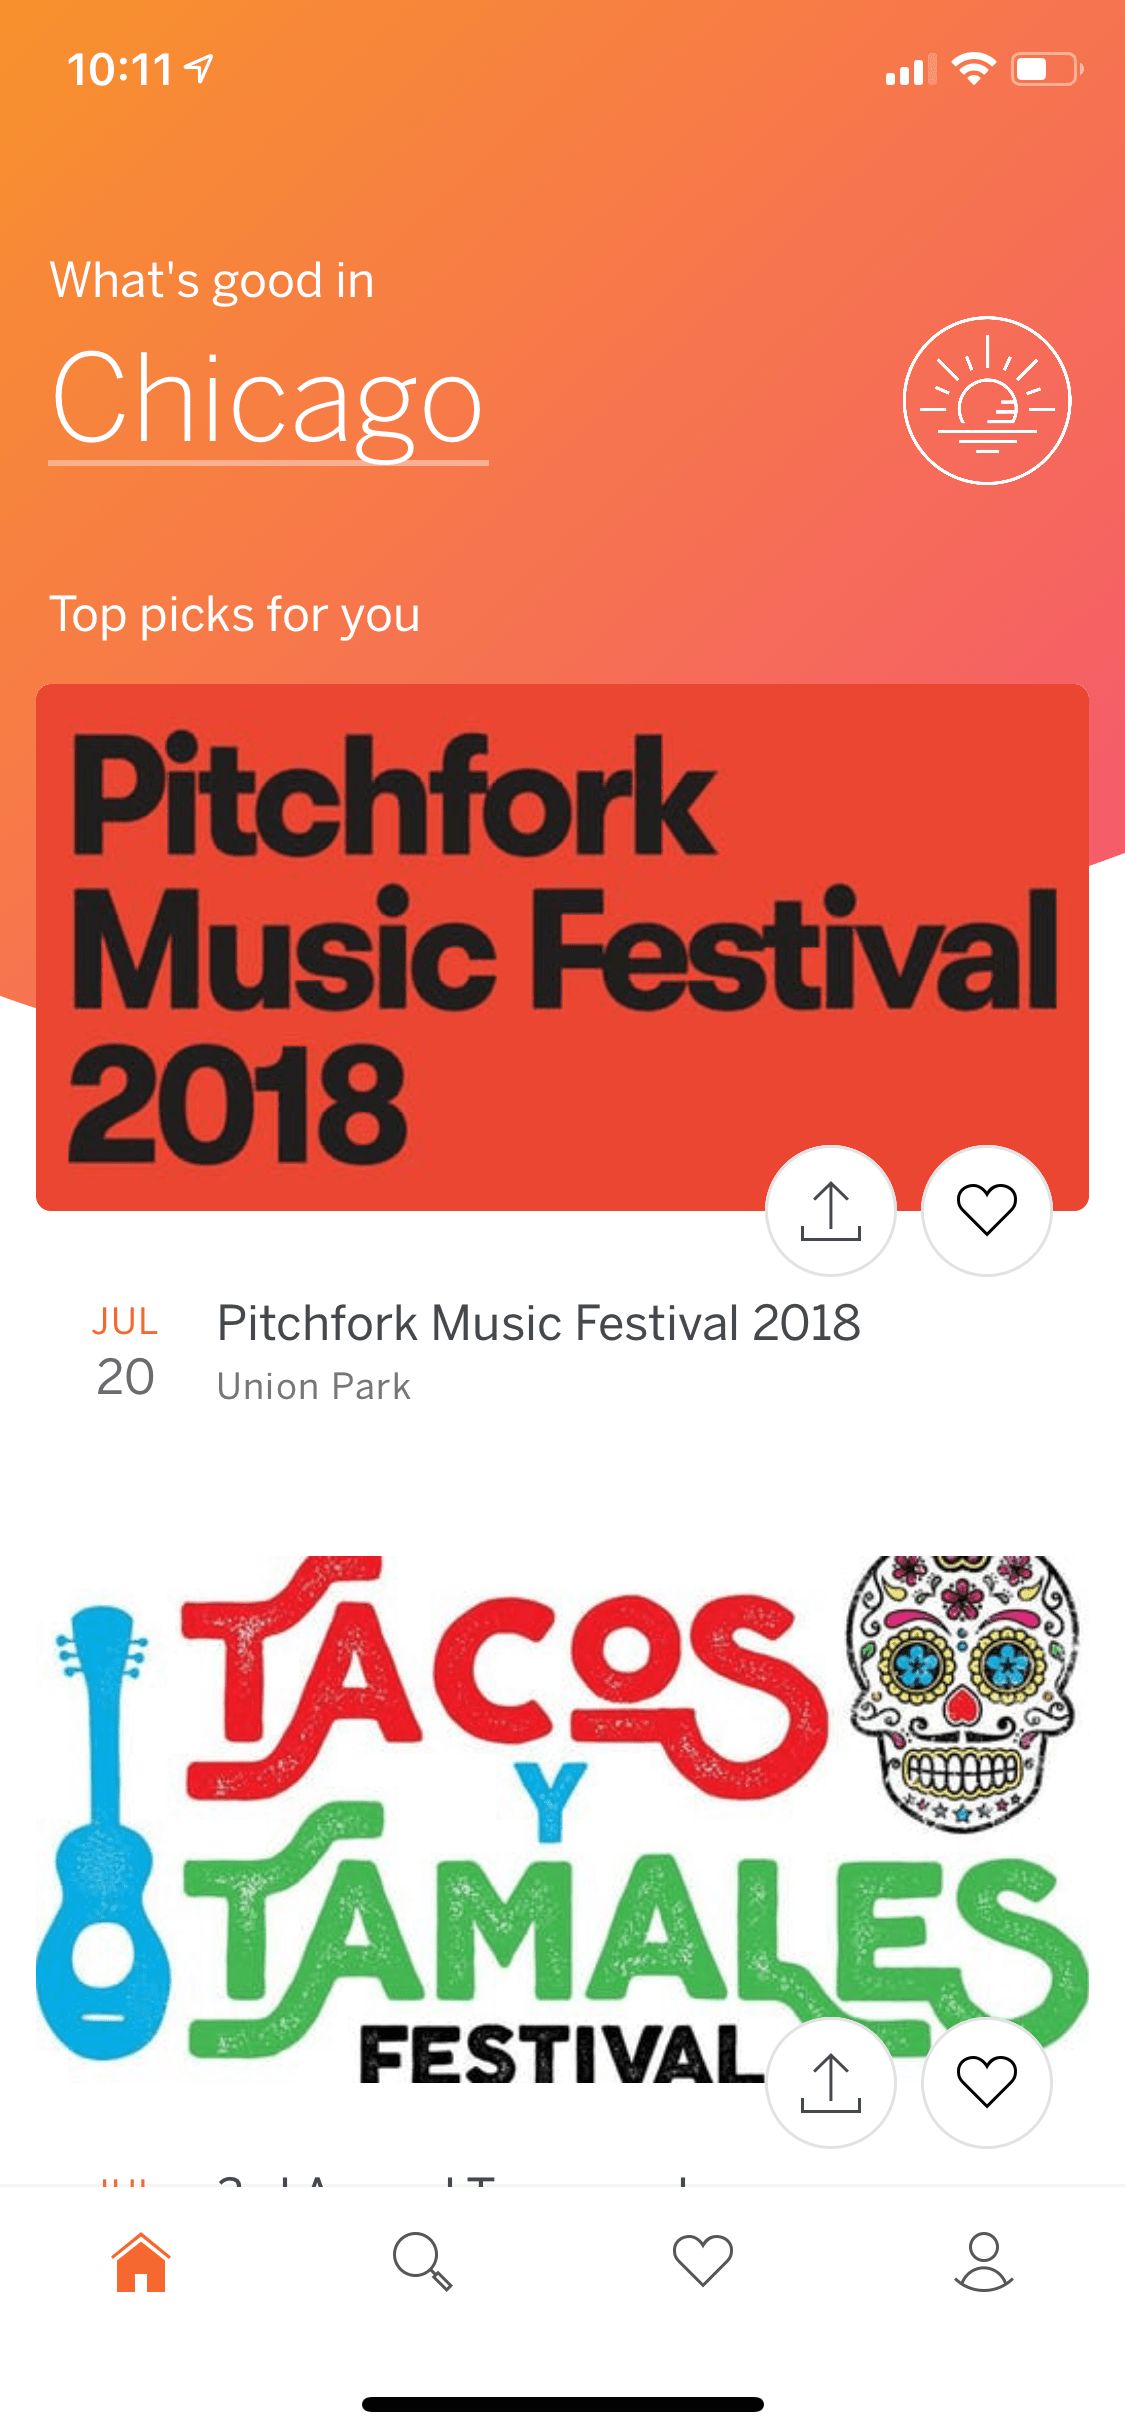 10:11
What's good in
Chicago
Top picks for you
Pitchfork
Music Festival
2018
JUL
20
Pitchfork Music Festival 2018
Union Park
TACOS
Y
TAMALES
FESTIVAL